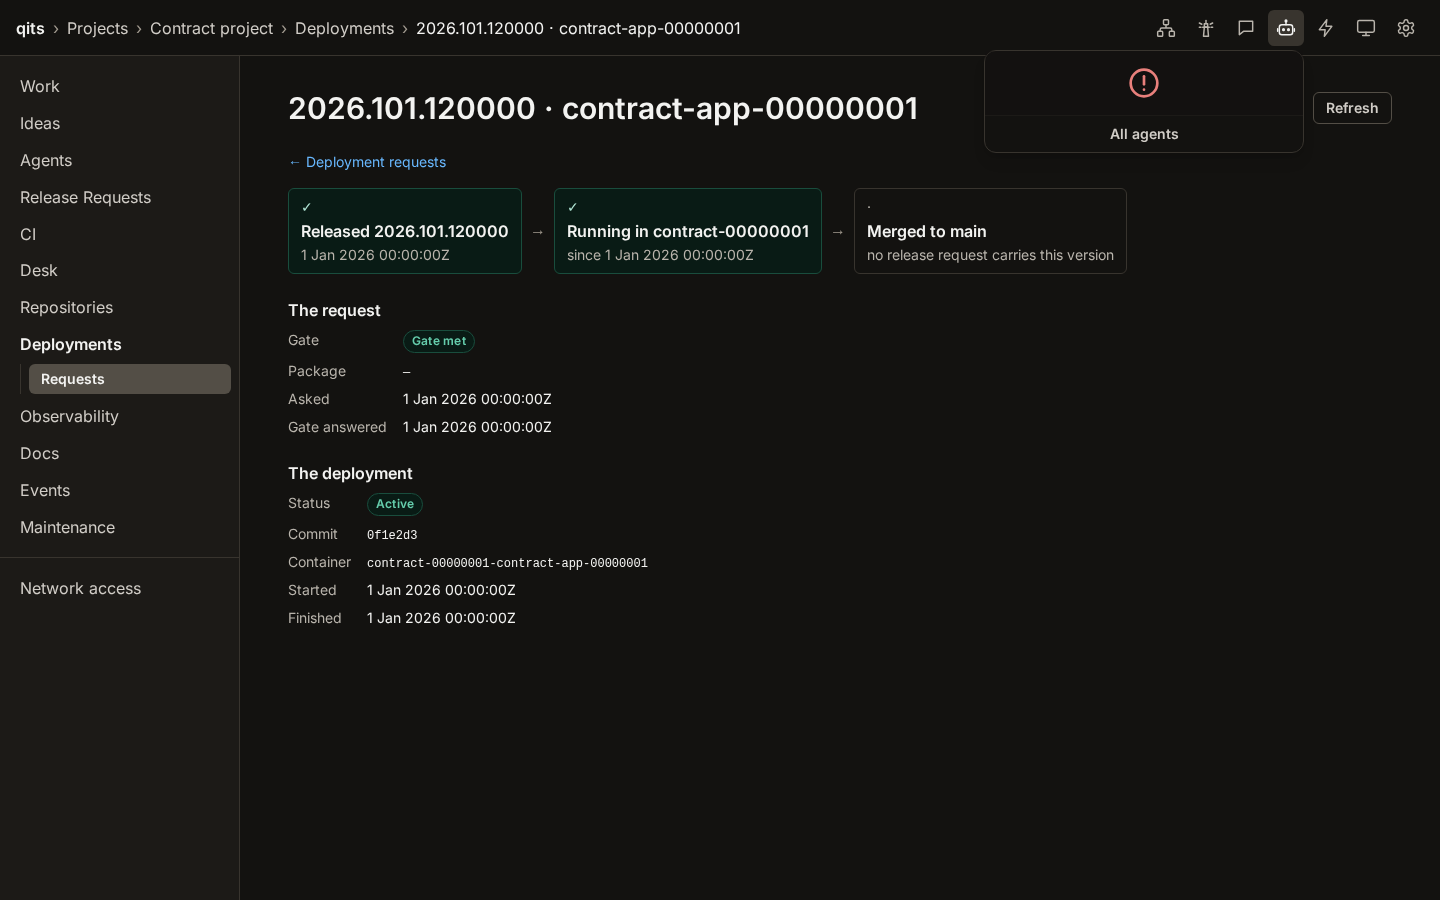 qits › Projects › Contract project › Deployments › 2026.101.120000 · contract-app-00000001
All agents
Work
Ideas
Agents
Release Requests
CI
Desk
Repositories
Deployments
Requests
Observability
Docs
Events
Maintenance
Network access
2026.101.120000 · contract-app-00000001
Refresh
← Deployment requests
✓
Released 2026.101.120000
1 Jan 2026 00:00:00Z
→
✓
Running in contract-00000001
since 1 Jan 2026 00:00:00Z
→
·
Merged to main
no release request carries this version
The request
Gate Gate met
Package –
Asked 1 Jan 2026 00:00:00Z
Gate answered 1 Jan 2026 00:00:00Z
The deployment
Status Active
Commit 0f1e2d3
Container contract-00000001-contract-app-00000001
Started 1 Jan 2026 00:00:00Z
Finished 1 Jan 2026 00:00:00Z